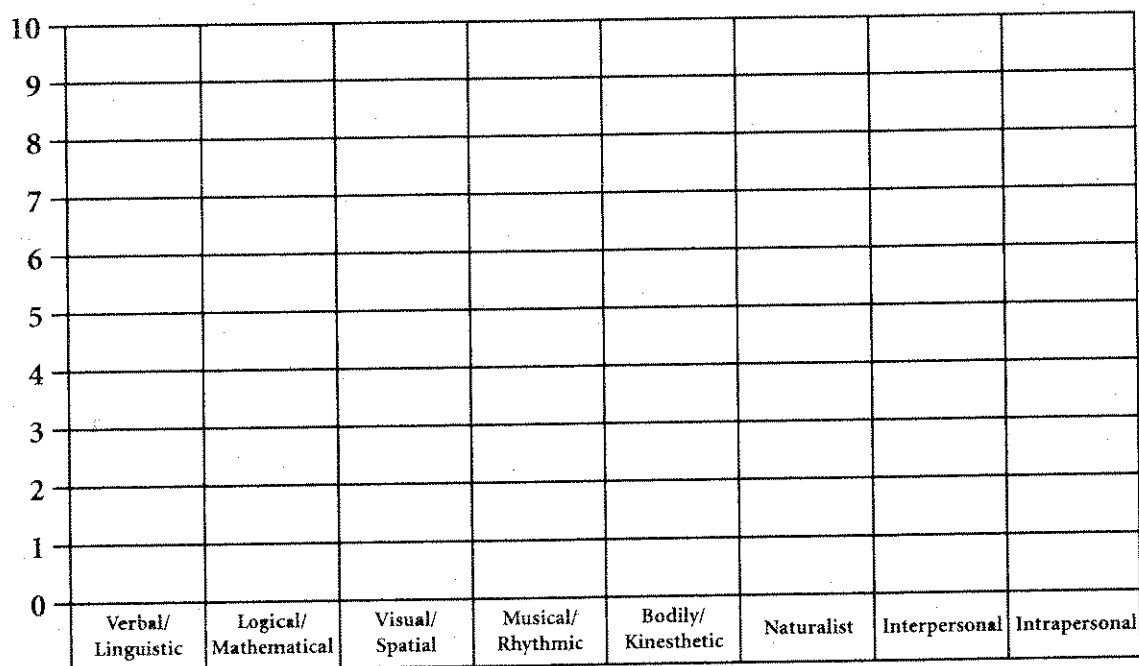 10
9
8
7
6
5
4
3
2
1
0
Verbal/
Linguistic
Logical/
Mathematical
Visual/
Spatial
Musical/
Rhythmic
Bodily/
Kinesthetic
Naturalist
Interpersonal
Intrapersonal